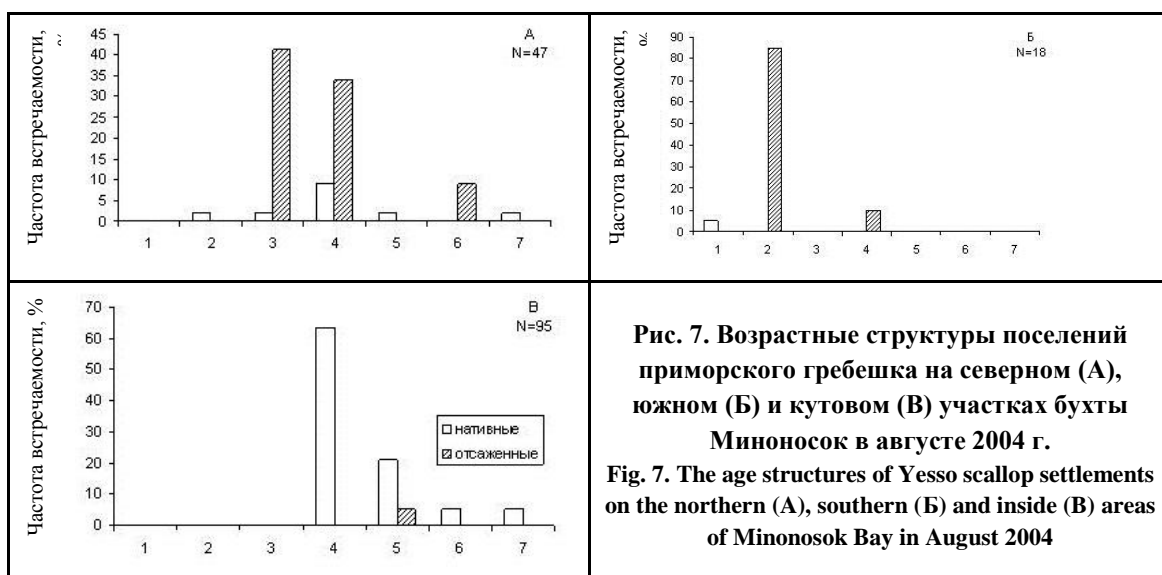 Частота встречаемости, %
А
N=47
45
40
35
30
25
20
15
10
5
0
1 2 3 4 5 6 7
Частота встречаемости, %
Б
N=18
90
80
70
60
50
40
30
20
10
0
1 2 3 4 5 6 7
Частота встречаемости, %
В
N=95
70
60
50
40
30
20
10
0
нативные
отсаженные
1 2 3 4 5 6 7
Рис. 7. Возрастные структуры поселений
приморского гребешка на северном (А),
южном (Б) и кутовом (В) участках бухты
Миноносок в августе 2004 г.
Fig. 7. The age structures of Yesso scallop settlements
on the northern (А), southern (Б) and inside (В) areas
of Minonosok Bay in August 2004